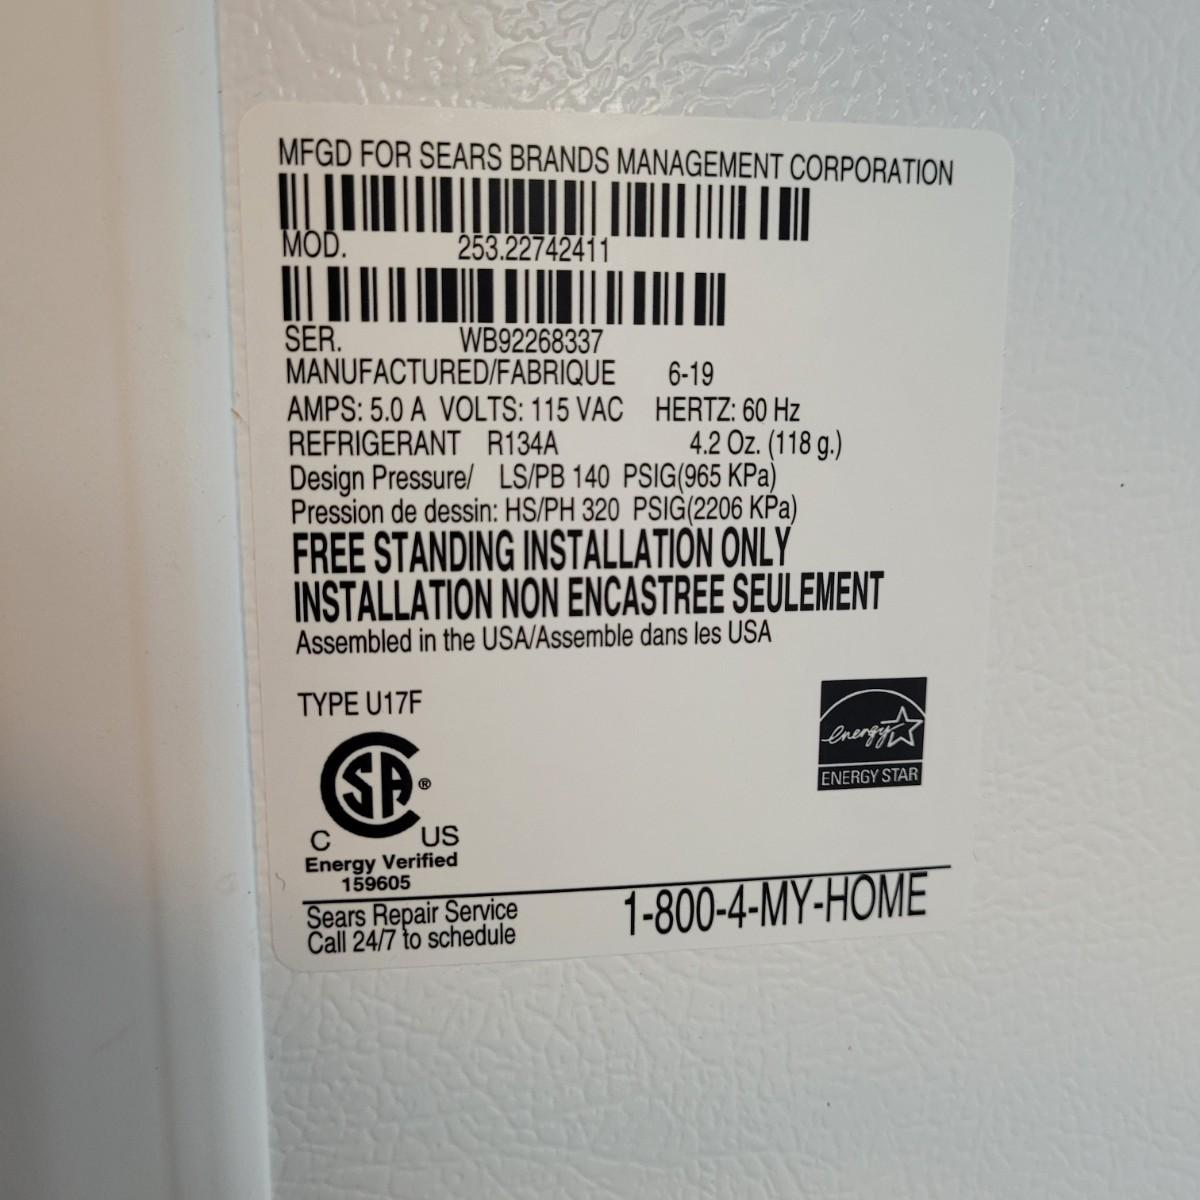 MFGD FOR SEARS BRANDS MANAGEMENT CORPORATION
MOD. 253.22742411
SER. WB92268337
MANUFACTURED/FABRIQUE 6-19
AMPS: 5.0 A VOLTS: 115 VAC HERTZ: 60 Hz
REFRIGERANT R134A 4.2 Oz. (118 g.)
Design Pressure/ LS/PB 140 PSIG(965 KPa)
Pression de dessin: HS/PH 320 PSIG(2206 KPa)
FREE STANDING INSTALLATION ONLY
INSTALLATION NON ENCASTREE SEULEMENT
Assembled in the USA/Assemble dans les USA
TYPE U17F
energy
ENERGY STAR
SA ®
C US
Energy Verified
159605
Sears Repair Service
Call 24/7 to schedule
1-800-4-MY-HOME